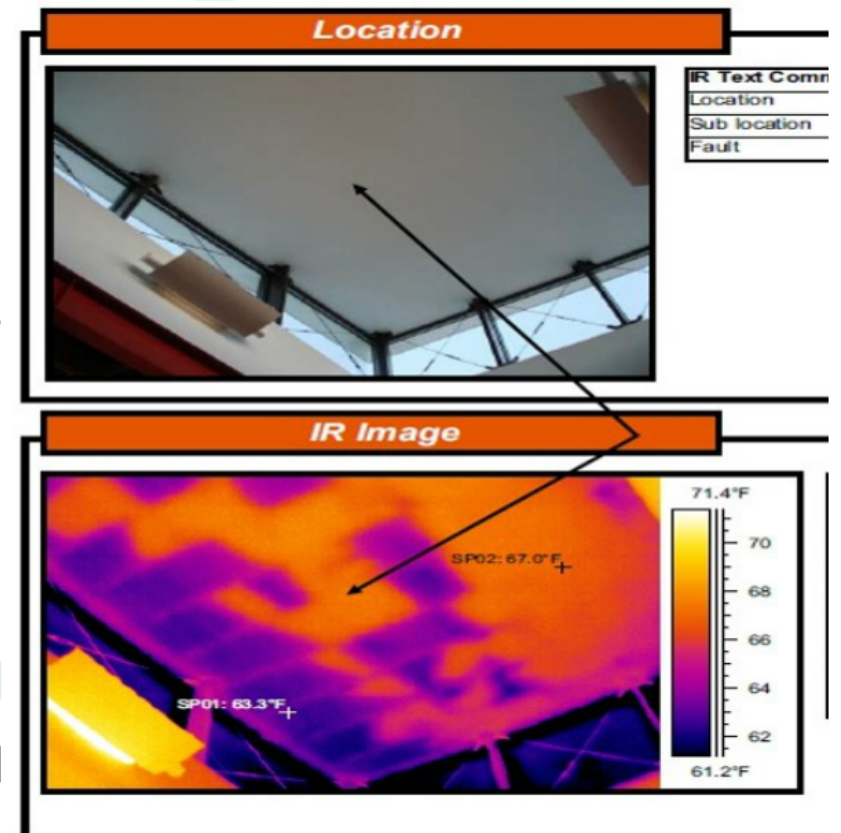 Location
IR Text Comm
Location
Sub location
Fault
IR Image
71.4°F
70
SP02: 67.0°F
68
66
64
SP01: 63.3°F
62
61.2°F